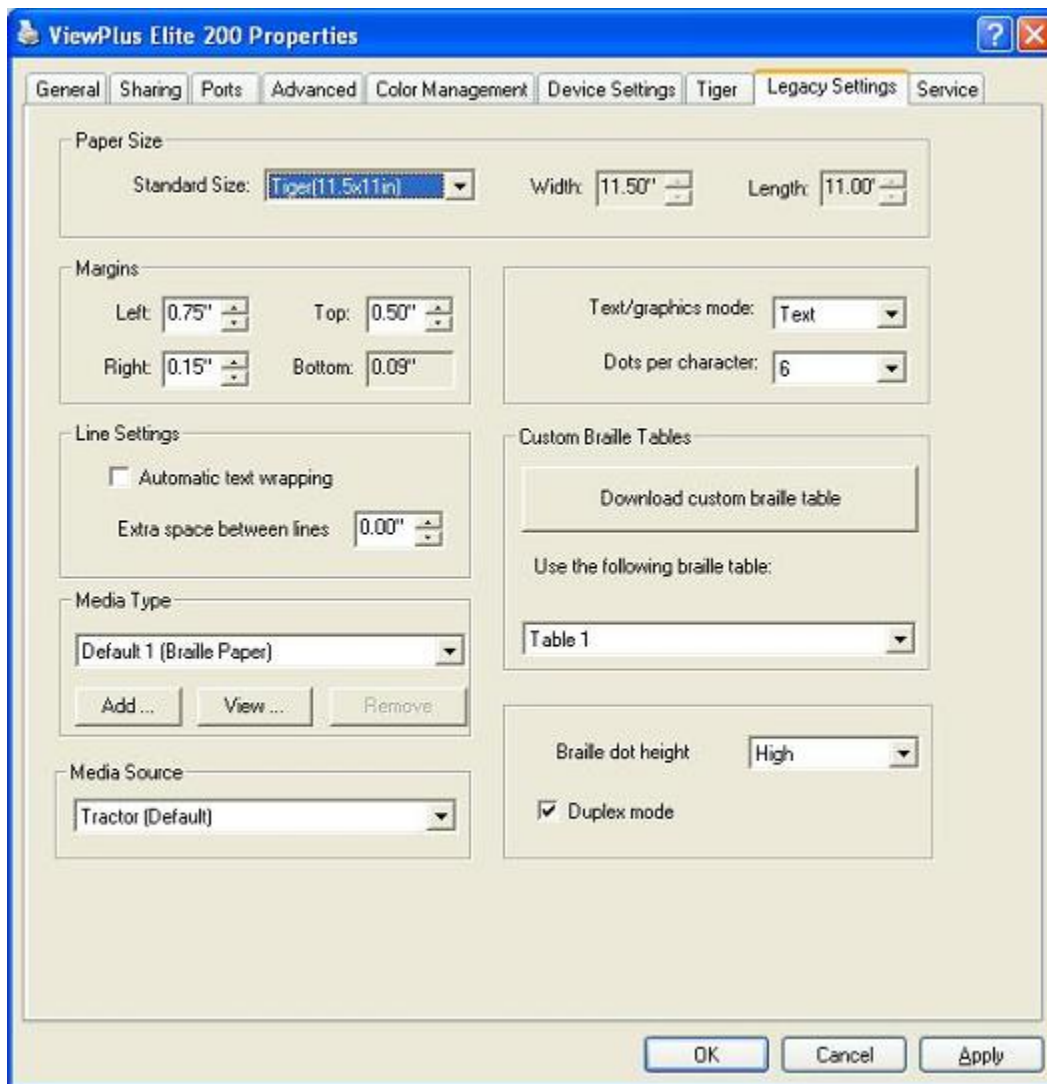 ViewPlus Elite 200 Properties
General Sharing Ports Advanced Color Management Device Settings Tiger Legacy Settings Service
Paper Size
Standard Size: Tiger(11.5x11in) Width: 11.50" Length: 11.00'
Margins
Left: 0.75" Top: 0.50"
Right: 0.15" Bottom: 0.09"
Text/graphics mode: Text
Dots per character: 6
Line Settings
Automatic text wrapping
Extra space between lines 0.00"
Custom Braille Tables
Download custom braille table
Use the following braille table:
Table 1
Media Type
Default 1 (Braille Paper)
Add ... View ... Remove
Media Source
Tractor (Default)
Braille dot height High
Duplex mode
OK Cancel Apply